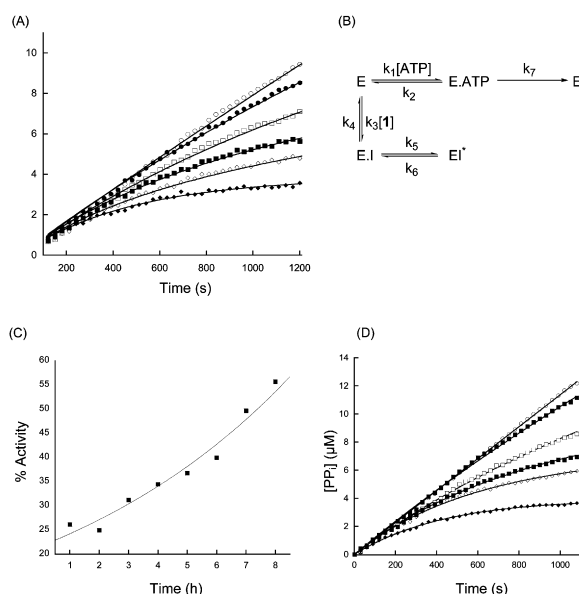 (A)
10
8
6
4
2
0
200 400 600 800 1000 1200
Time (s)
(B)
k1[ATP]
E E.ATP E
k2
k7
k4 k3[1]
k5
E.I EI*
k6
(C)
% Activity
60
55
50
45
40
35
30
25
20
1 2 3 4 5 6 7 8
Time (h)
(D)
[PPi] (µM)
14
12
10
8
6
4
2
0
0 200 400 600 800 1000
Time (s)